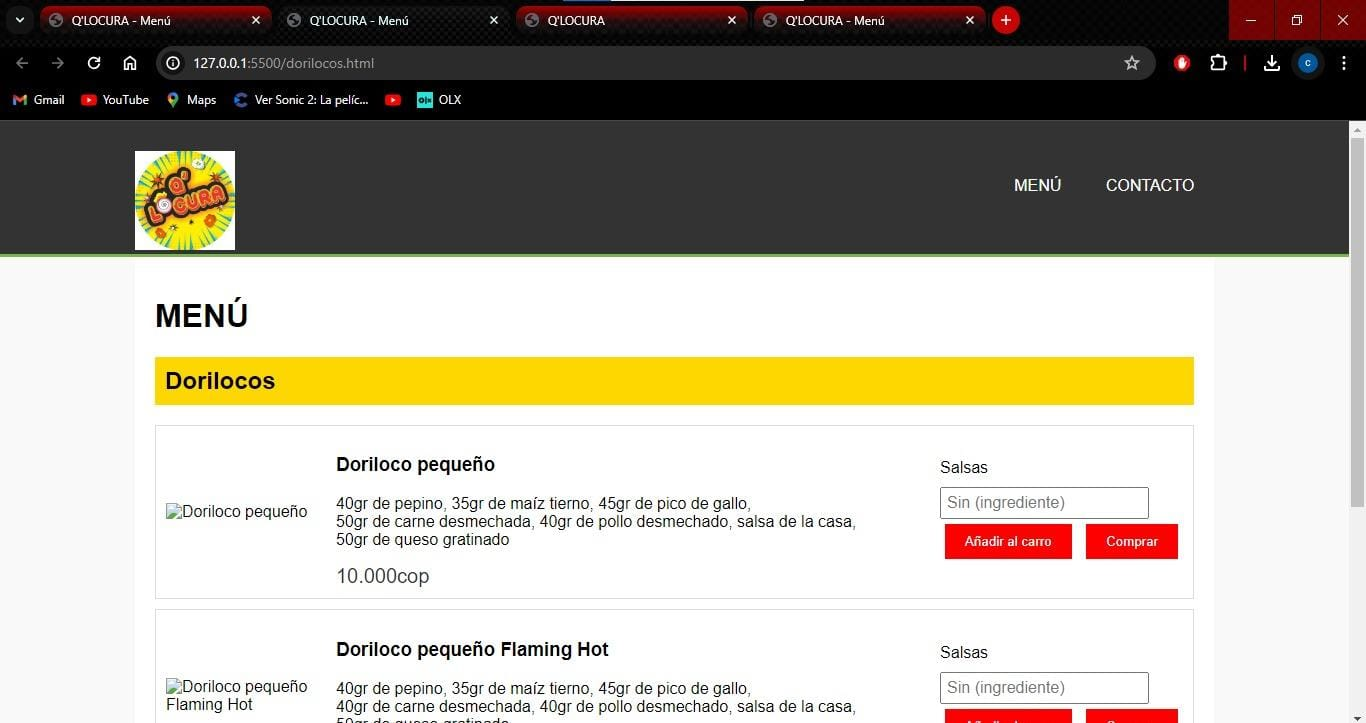 Q'LOCURA - Menú
Q'LOCURA - Menú
Q'LOCURA
Q'LOCURA - Menú
127.0.0.1:5500/dorilocos.html
c
Gmail
YouTube
Maps
Ver Sonic 2: La pelíc...
OLX
Q'
LOCURA
MENÚ
CONTACTO
MENÚ
Dorilocos
Doriloco pequeño
Doriloco pequeño
40gr de pepino, 35gr de maíz tierno, 45gr de pico de gallo,
50gr de carne desmechada, 40gr de pollo desmechado, salsa de la casa,
50gr de queso gratinado
10.000cop
Salsas
Sin (ingrediente)
Añadir al carro
Comprar
Doriloco pequeño
Flaming Hot
Doriloco pequeño Flaming Hot
40gr de pepino, 35gr de maíz tierno, 45gr de pico de gallo,
50gr de carne desmechada, 40gr de pollo desmechado, salsa de la casa,
50gr de queso gratinado
Salsas
Sin (ingrediente)